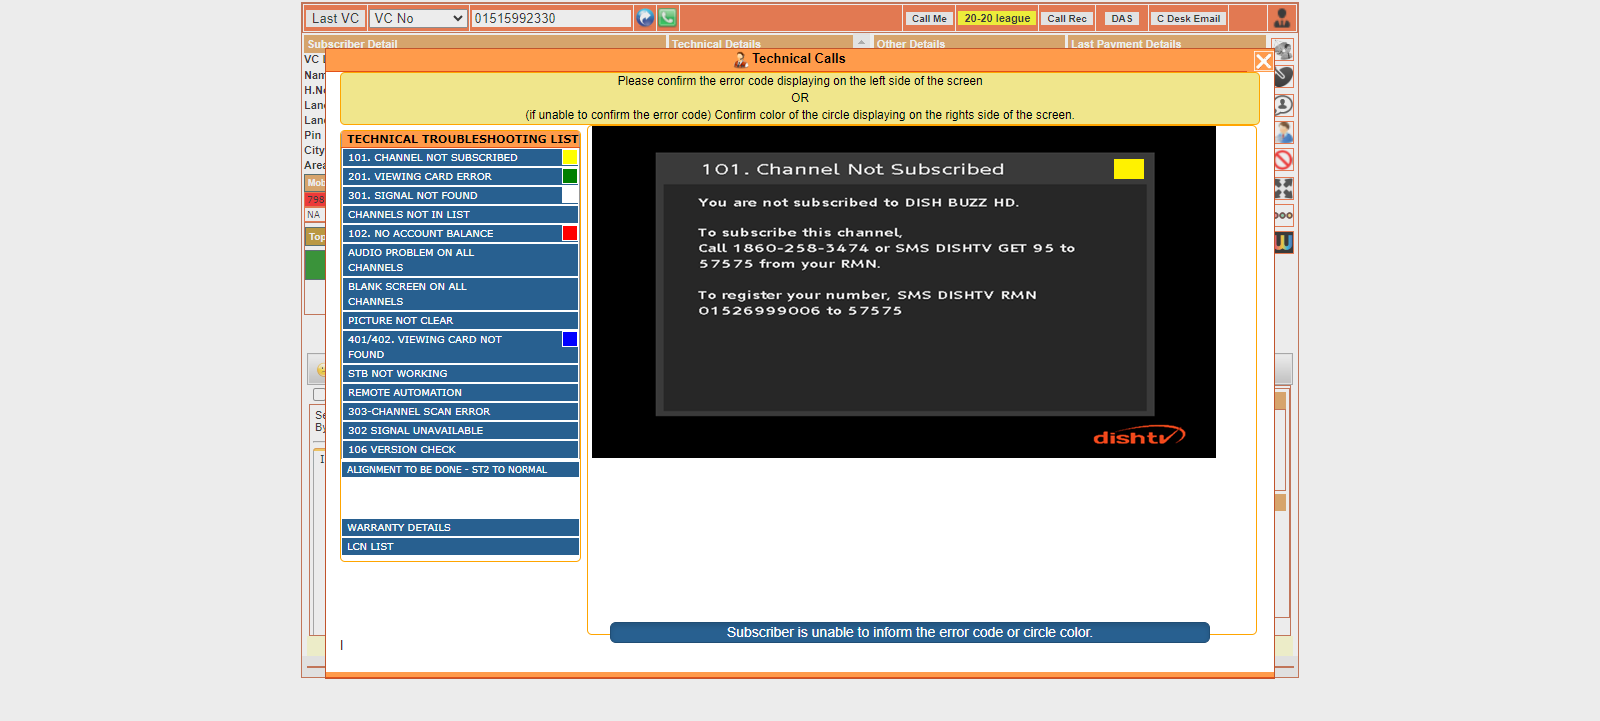 Last VC
VC No
01515992330
Call Me
20-20 league
Call Rec
DAS
C Desk Email
Subscriber Detail
Technical Details
Other Details
Last Payment Details
Technical Calls
Please confirm the error code displaying on the left side of the screen
OR
(if unable to confirm the error code) Confirm color of the circle displaying on the rights side of the screen.
VC
Nam
H.No
Lan
Lan
Pin
City
Area
Mob
798
NA
Top
TECHNICAL TROUBLESHOOTING LIST
101. CHANNEL NOT SUBSCRIBED
201. VIEWING CARD ERROR
301. SIGNAL NOT FOUND
CHANNELS NOT IN LIST
102. NO ACCOUNT BALANCE
AUDIO PROBLEM ON ALL
CHANNELS
BLANK SCREEN ON ALL
CHANNELS
PICTURE NOT CLEAR
401/402. VIEWING CARD NOT
FOUND
STB NOT WORKING
REMOTE AUTOMATION
303-CHANNEL SCAN ERROR
302 SIGNAL UNAVAILABLE
106 VERSION CHECK
ALIGNMENT TO BE DONE - ST2 TO NORMAL
WARRANTY DETAILS
LCN LIST
101. Channel Not Subscribed
You are not subscribed to DISH BUZZ HD.
To subscribe this channel,
Call 1860-258-3474 or SMS DISHTV GET 95 to
57575 from your RMN.
To register your number, SMS DISHTV RMN
01526999006 to 57575
dishtv
Se
By
Subscriber is unable to inform the error code or circle color.